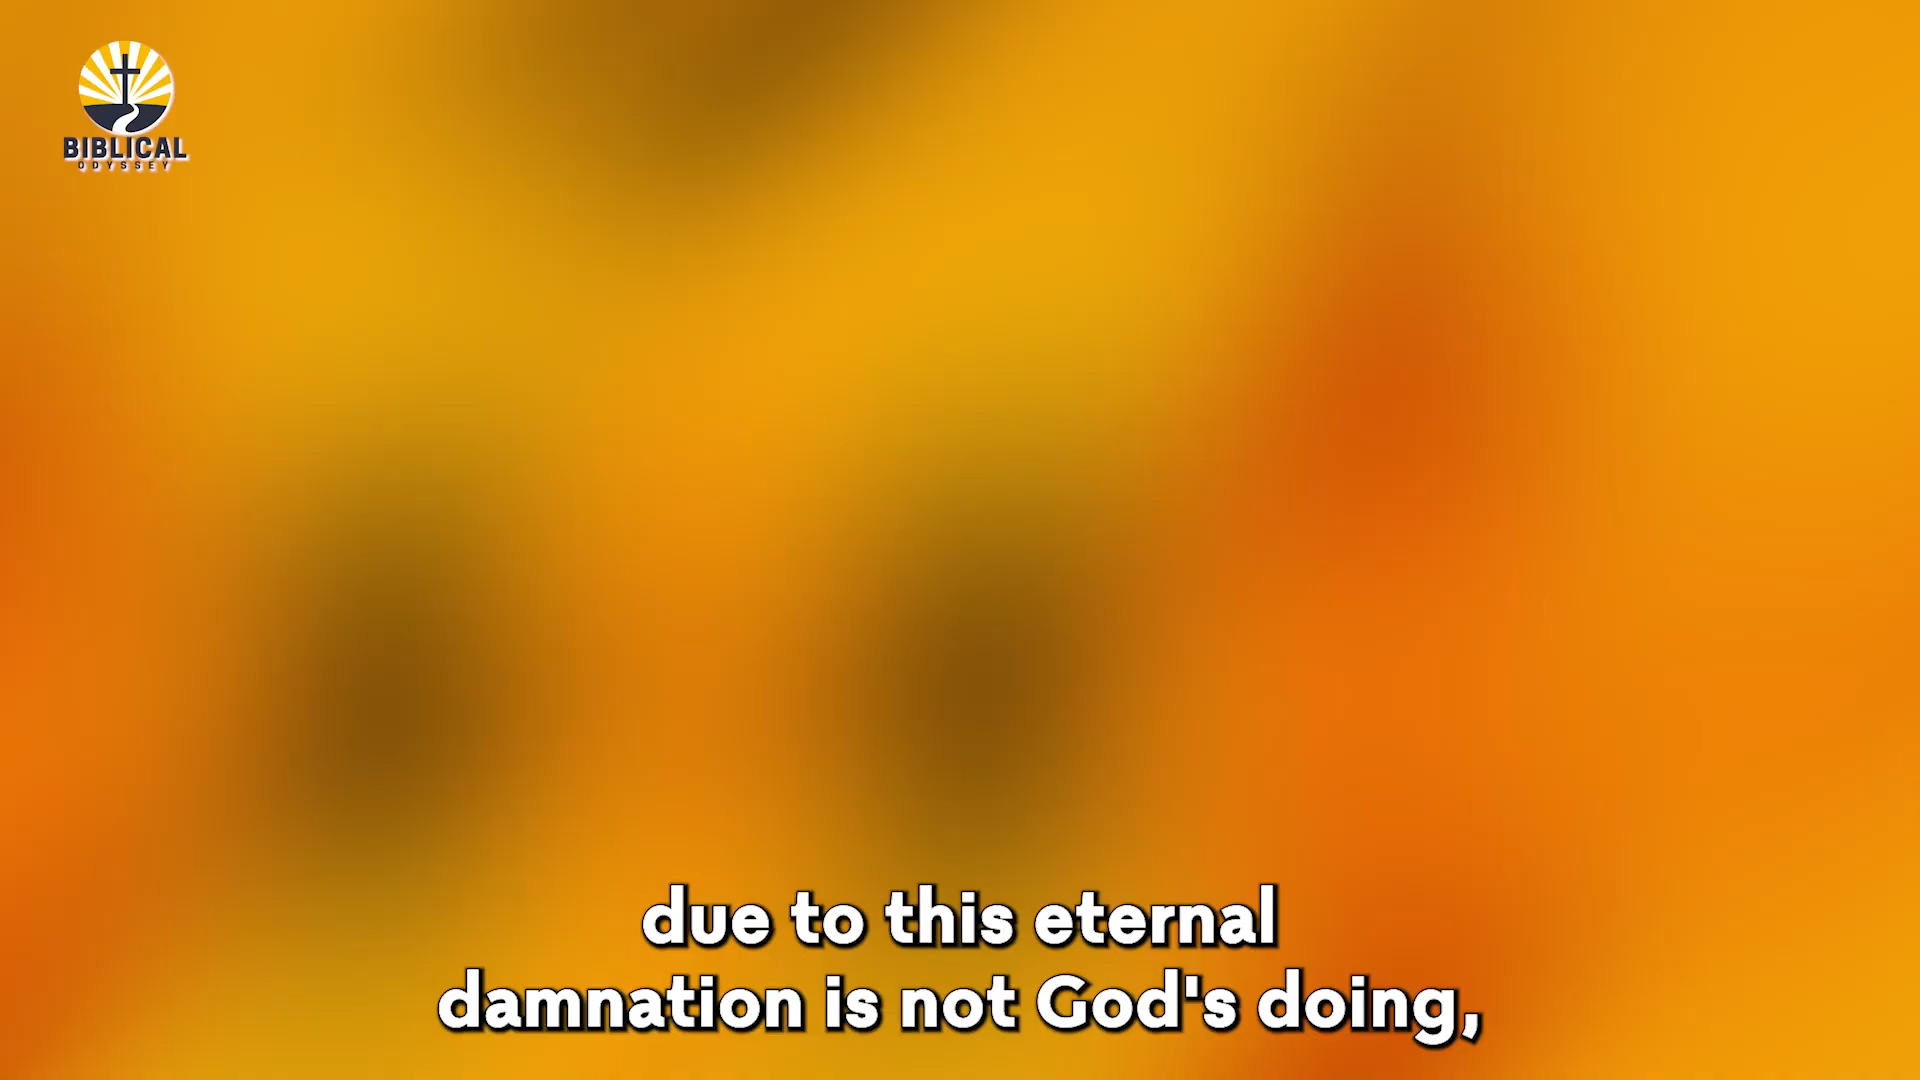 BIBLICAL
ODYSSEY
due to this eternal
damnation is not God's doing,